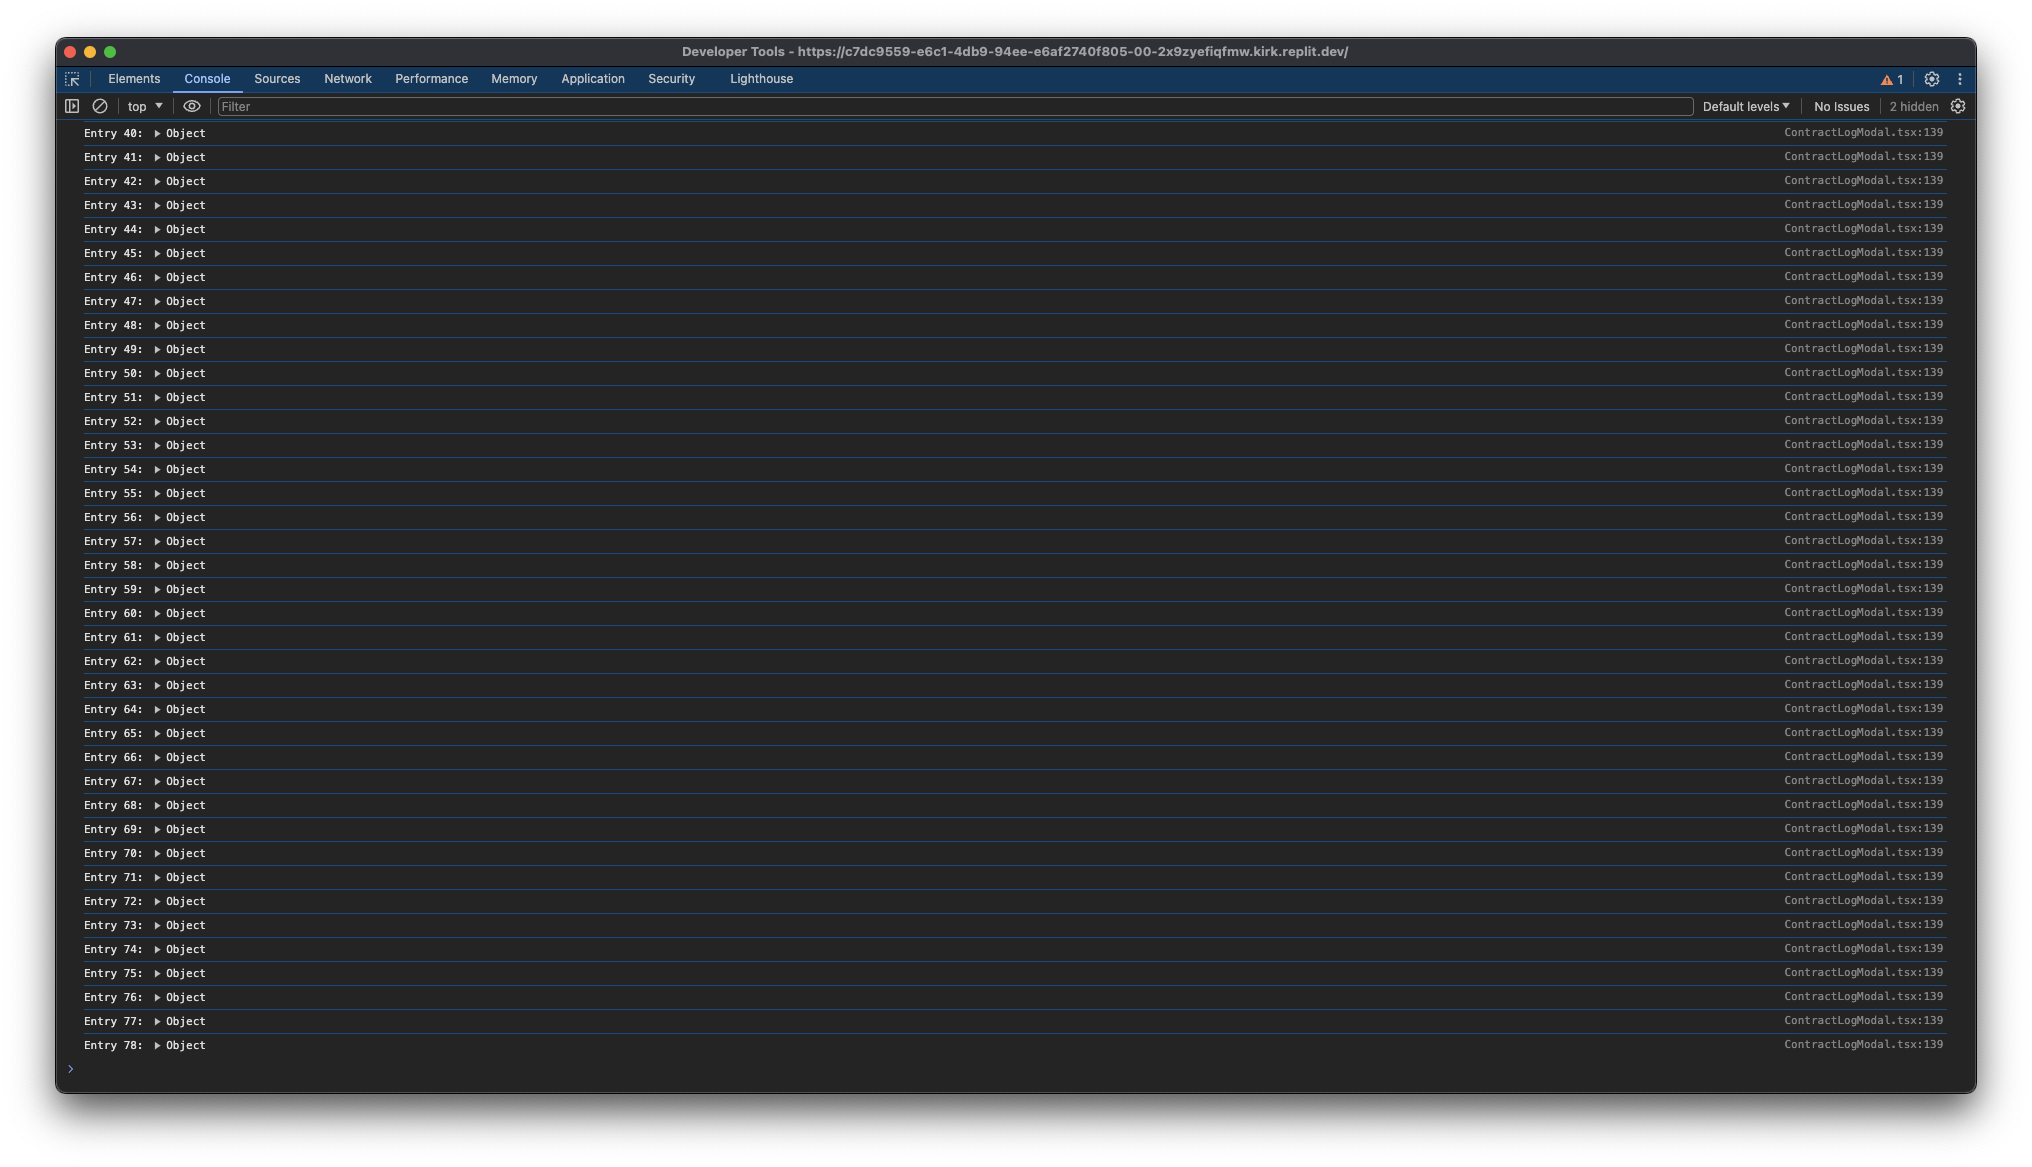 Developer Tools - https://c7dc9559-e6c1-4db9-94ee-e6af2740f805-00-2x9zyefiqfmw.kirk.replit.dev/
Elements Console Sources Network Performance Memory Application Security Lighthouse 1
top Filter Default levels No Issues 2 hidden
Entry 40: Object ContractLogModal.tsx:139
Entry 41: Object ContractLogModal.tsx:139
Entry 42: Object ContractLogModal.tsx:139
Entry 43: Object ContractLogModal.tsx:139
Entry 44: Object ContractLogModal.tsx:139
Entry 45: Object ContractLogModal.tsx:139
Entry 46: Object ContractLogModal.tsx:139
Entry 47: Object ContractLogModal.tsx:139
Entry 48: Object ContractLogModal.tsx:139
Entry 49: Object ContractLogModal.tsx:139
Entry 50: Object ContractLogModal.tsx:139
Entry 51: Object ContractLogModal.tsx:139
Entry 52: Object ContractLogModal.tsx:139
Entry 53: Object ContractLogModal.tsx:139
Entry 54: Object ContractLogModal.tsx:139
Entry 55: Object ContractLogModal.tsx:139
Entry 56: Object ContractLogModal.tsx:139
Entry 57: Object ContractLogModal.tsx:139
Entry 58: Object ContractLogModal.tsx:139
Entry 59: Object ContractLogModal.tsx:139
Entry 60: Object ContractLogModal.tsx:139
Entry 61: Object ContractLogModal.tsx:139
Entry 62: Object ContractLogModal.tsx:139
Entry 63: Object ContractLogModal.tsx:139
Entry 64: Object ContractLogModal.tsx:139
Entry 65: Object ContractLogModal.tsx:139
Entry 66: Object ContractLogModal.tsx:139
Entry 67: Object ContractLogModal.tsx:139
Entry 68: Object ContractLogModal.tsx:139
Entry 69: Object ContractLogModal.tsx:139
Entry 70: Object ContractLogModal.tsx:139
Entry 71: Object ContractLogModal.tsx:139
Entry 72: Object ContractLogModal.tsx:139
Entry 73: Object ContractLogModal.tsx:139
Entry 74: Object ContractLogModal.tsx:139
Entry 75: Object ContractLogModal.tsx:139
Entry 76: Object ContractLogModal.tsx:139
Entry 77: Object ContractLogModal.tsx:139
Entry 78: Object ContractLogModal.tsx:139